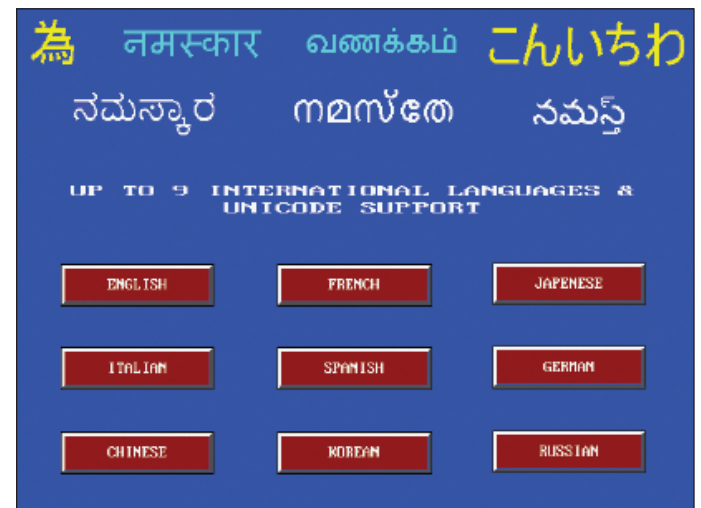 為 नमस्कार வணக்கம் こんいちわ
ನಮಸ್ಕಾರ നമസ്തേ నమస్తే
UP TO 9 INTERNATIONAL LANGUAGES &
UNICODE SUPPORT
ENGLISH FRENCH JAPENESE
ITALIAN SPANISH GERMAN
CHINESE KOREAN RUSSIAN